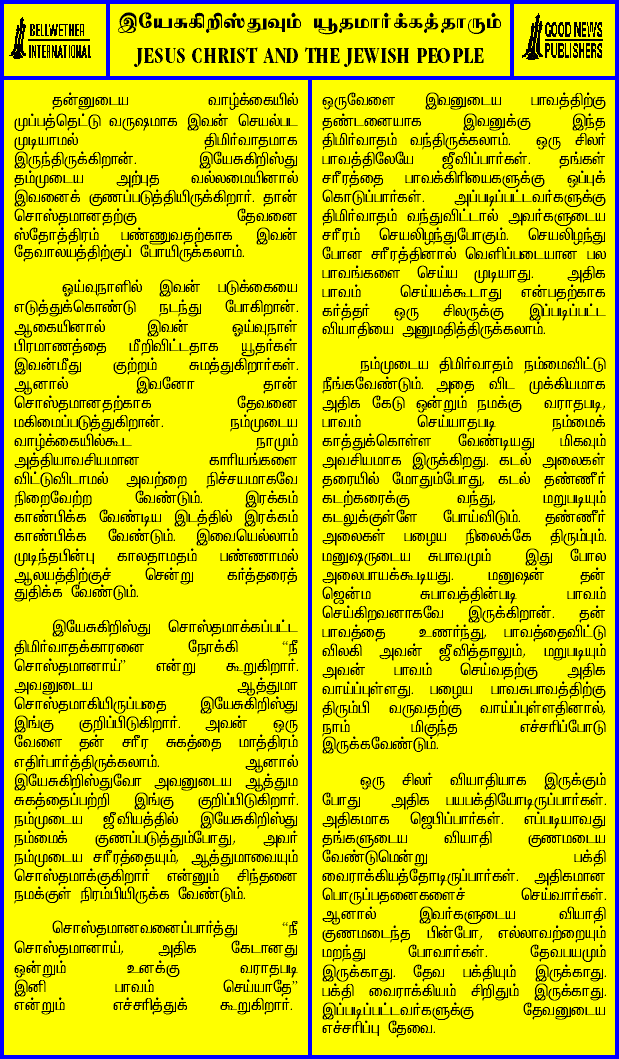 BELLWETHER
INTERNATIONAL
இயேசுகிறிஸ்துவும் யூதமார்க்கத்தாரும்
JESUS CHRIST AND THE JEWISH PEOPLE
GOOD NEWS
PUBLISHERS
தன்னுடைய வாழ்க்கையில்
முப்பத்தெட்டு வருஷமாக இவன் செயல்பட
முடியாமல் திமிர்வாதமாக
இருந்திருக்கிறான். இயேசுகிறிஸ்து
தம்முடைய அற்புத வல்லமையினால்
இவனைக் குணப்படுத்தியிருக்கிறார். தான்
சொஸ்தமானதற்கு தேவனை
ஸ்தோத்திரம் பண்ணுவதற்காக இவன்
தேவாலயத்திற்குப் போயிருக்கலாம்.
ஓய்வுநாளில் இவன் படுக்கையை
எடுத்துக்கொண்டு நடந்து போகிறான்.
ஆகையினால் இவன் ஓய்வுநாள்
பிரமாணத்தை மீறிவிட்டதாக யூதர்கள்
இவன்மீது குற்றம் சுமத்துகிறார்கள்.
ஆனால் இவனோ தான்
சொஸ்தமானதற்காக தேவனை
மகிமைப்படுத்துகிறான். நம்முடைய
வாழ்க்கையில்கூட நாமும்
அத்தியாவசியமான காரியங்களை
விட்டுவிடாமல் அவற்றை நிச்சயமாகவே
நிறைவேற்ற வேண்டும். இரக்கம்
காண்பிக்க வேண்டிய இடத்தில் இரக்கம்
காண்பிக்க வேண்டும். இவையெல்லாம்
முடிந்தபின்பு காலதாமதம் பண்ணாமல்
ஆலயத்திற்குச் சென்று கர்த்தரைத்
துதிக்க வேண்டும்.
இயேசுகிறிஸ்து சொஸ்தமாக்கப்பட்ட
திமிர்வாதக்காரனை நோக்கி “நீ
சொஸ்தமானாய்” என்று கூறுகிறார்.
அவனுடைய ஆத்துமா
சொஸ்தமாகியிருப்பதை இயேசுகிறிஸ்து
இங்கு குறிப்பிடுகிறார். அவன் ஒரு
வேளை தன் சரீர சுகத்தை மாத்திரம்
எதிர்பார்த்திருக்கலாம். ஆனால்
இயேசுகிறிஸ்துவோ அவனுடைய ஆத்தும
சுகத்தைப்பற்றி இங்கு குறிப்பிடுகிறார்.
நம்முடைய ஜீவியத்தில் இயேசுகிறிஸ்து
நம்மைக் குணப்படுத்தும்போது, அவர்
நம்முடைய சரீரத்தையும், ஆத்துமாவையும்
சொஸ்தமாக்குகிறார் என்னும் சிந்தனை
நமக்குள் நிரம்பியிருக்க வேண்டும்.
சொஸ்தமானவனைப்பார்த்து “நீ
சொஸ்தமானாய், அதிக கேடானது
ஒன்றும் உனக்கு வராதபடி
இனி பாவம் செய்யாதே”
என்றும் எச்சரித்துக் கூறுகிறார்.
ஒருவேளை இவனுடைய பாவத்திற்கு
தண்டனையாக இவனுக்கு இந்த
திமிர்வாதம் வந்திருக்கலாம். ஒரு சிலர்
பாவத்திலேயே ஜீவிப்பார்கள். தங்கள்
சரீரத்தை பாவக்கிரியைகளுக்கு ஒப்புக்
கொடுப்பார்கள். அப்படிப்பட்டவர்களுக்கு
திமிர்வாதம் வந்துவிட்டால் அவர்களுடைய
சரீரம் செயலிழந்துபோகும். செயலிழந்து
போன சரீரத்தினால் வெளிப்படையான பல
பாவங்களை செய்ய முடியாது. அதிக
பாவம் செய்யக்கூடாது என்பதற்காக
கர்த்தர் ஒரு சிலருக்கு இப்படிப்பட்ட
வியாதியை அனுமதித்திருக்கலாம்.
நம்முடைய திமிர்வாதம் நம்மைவிட்டு
நீங்கவேண்டும். அதை விட முக்கியமாக
அதிக கேடு ஒன்றும் நமக்கு வராதபடி,
பாவம் செய்யாதபடி நம்மைக்
காத்துக்கொள்ள வேண்டியது மிகவும்
அவசியமாக இருக்கிறது. கடல் அலைகள்
தரையில் மோதும்போது, கடல் தண்ணீர்
கடற்கரைக்கு வந்து, மறுபடியும்
கடலுக்குள்ளே போய்விடும். தண்ணீர்
அலைகள் பழைய நிலைக்கே திரும்பும்.
மனுஷருடைய சுபாவமும் இது போல
அலைபாயக்கூடியது. மனுஷன் தன்
ஜென்ம சுபாவத்தின்படி பாவம்
செய்கிறவனாகவே இருக்கிறான். தன்
பாவத்தை உணர்ந்து, பாவத்தைவிட்டு
விலகி அவன் ஜீவித்தாலும், மறுபடியும்
அவன் பாவம் செய்வதற்கு அதிக
வாய்ப்புள்ளது. பழைய பாவசுபாவத்திற்கு
திரும்பி வருவதற்கு வாய்ப்புள்ளதினால்,
நாம் மிகுந்த எச்சரிப்போடு
இருக்கவேண்டும்.
ஒரு சிலர் வியாதியாக இருக்கும்
போது அதிக பயபக்தியோடிருப்பார்கள்.
அதிகமாக ஜெபிப்பார்கள். எப்படியாவது
தங்களுடைய வியாதி குணமடைய
வேண்டுமென்று பக்தி
வைராக்கியத்தோடிருப்பார்கள். அதிகமான
பொருப்பதனைகளைச் செய்வார்கள்.
ஆனால் இவர்களுடைய வியாதி
குணமடைந்த பின்போ, எல்லாவற்றையும்
மறந்து போவார்கள். தேவபயமும்
இருக்காது. தேவ பக்தியும் இருக்காது.
பக்தி வைராக்கியம் சிறிதும் இருக்காது.
இப்படிப்பட்டவர்களுக்கு தேவனுடைய
எச்சரிப்பு தேவை.